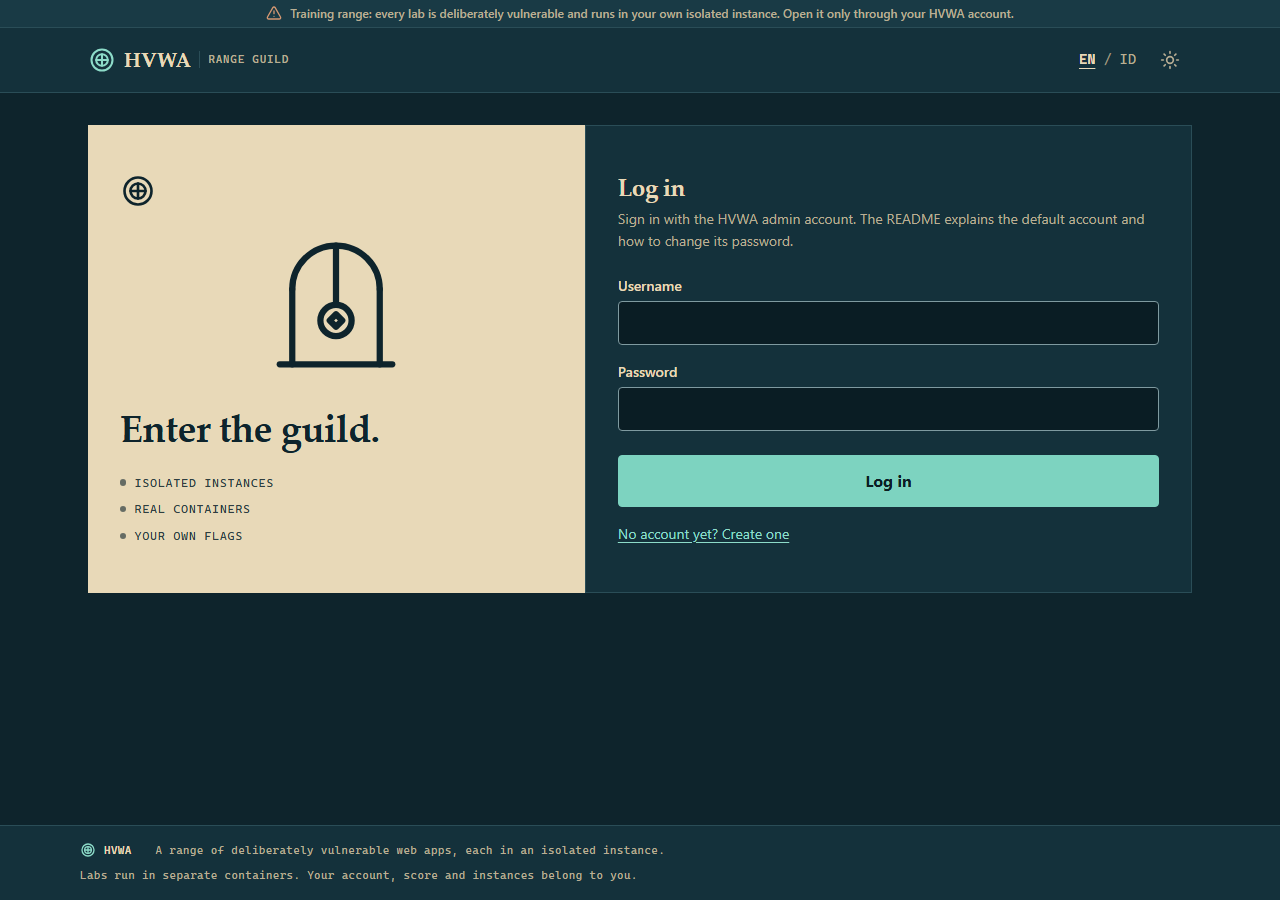 Training range: every lab is deliberately vulnerable and runs in your own isolated instance. Open it only through your HVWA account.
HVWA RANGE GUILD
EN / ID
Enter the guild.
ISOLATED INSTANCES
REAL CONTAINERS
YOUR OWN FLAGS
Log in
Sign in with the HVWA admin account. The README explains the default account and
how to change its password.
Username
Password
Log in
No account yet? Create one
HVWA A range of deliberately vulnerable web apps, each in an isolated instance.
Labs run in separate containers. Your account, score and instances belong to you.